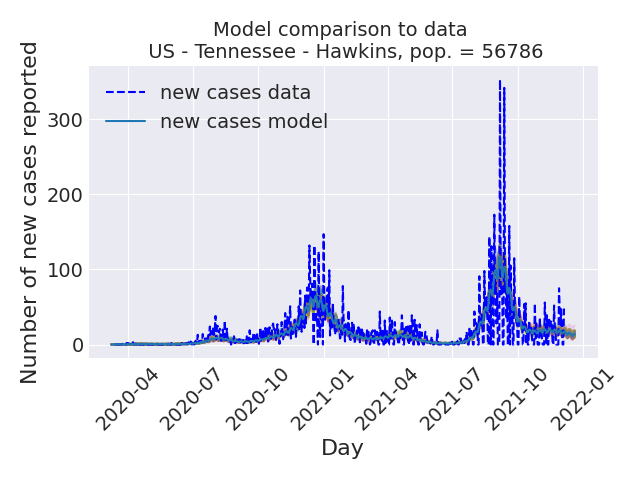 Model comparison to data
US - Tennessee - Hawkins, pop. = 56786
Number of new cases reported
300
200
100
0
new cases data
new cases model
2020-04
2020-07
2020-10
2021-01
2021-04
2021-07
2021-10
2022-01
Day